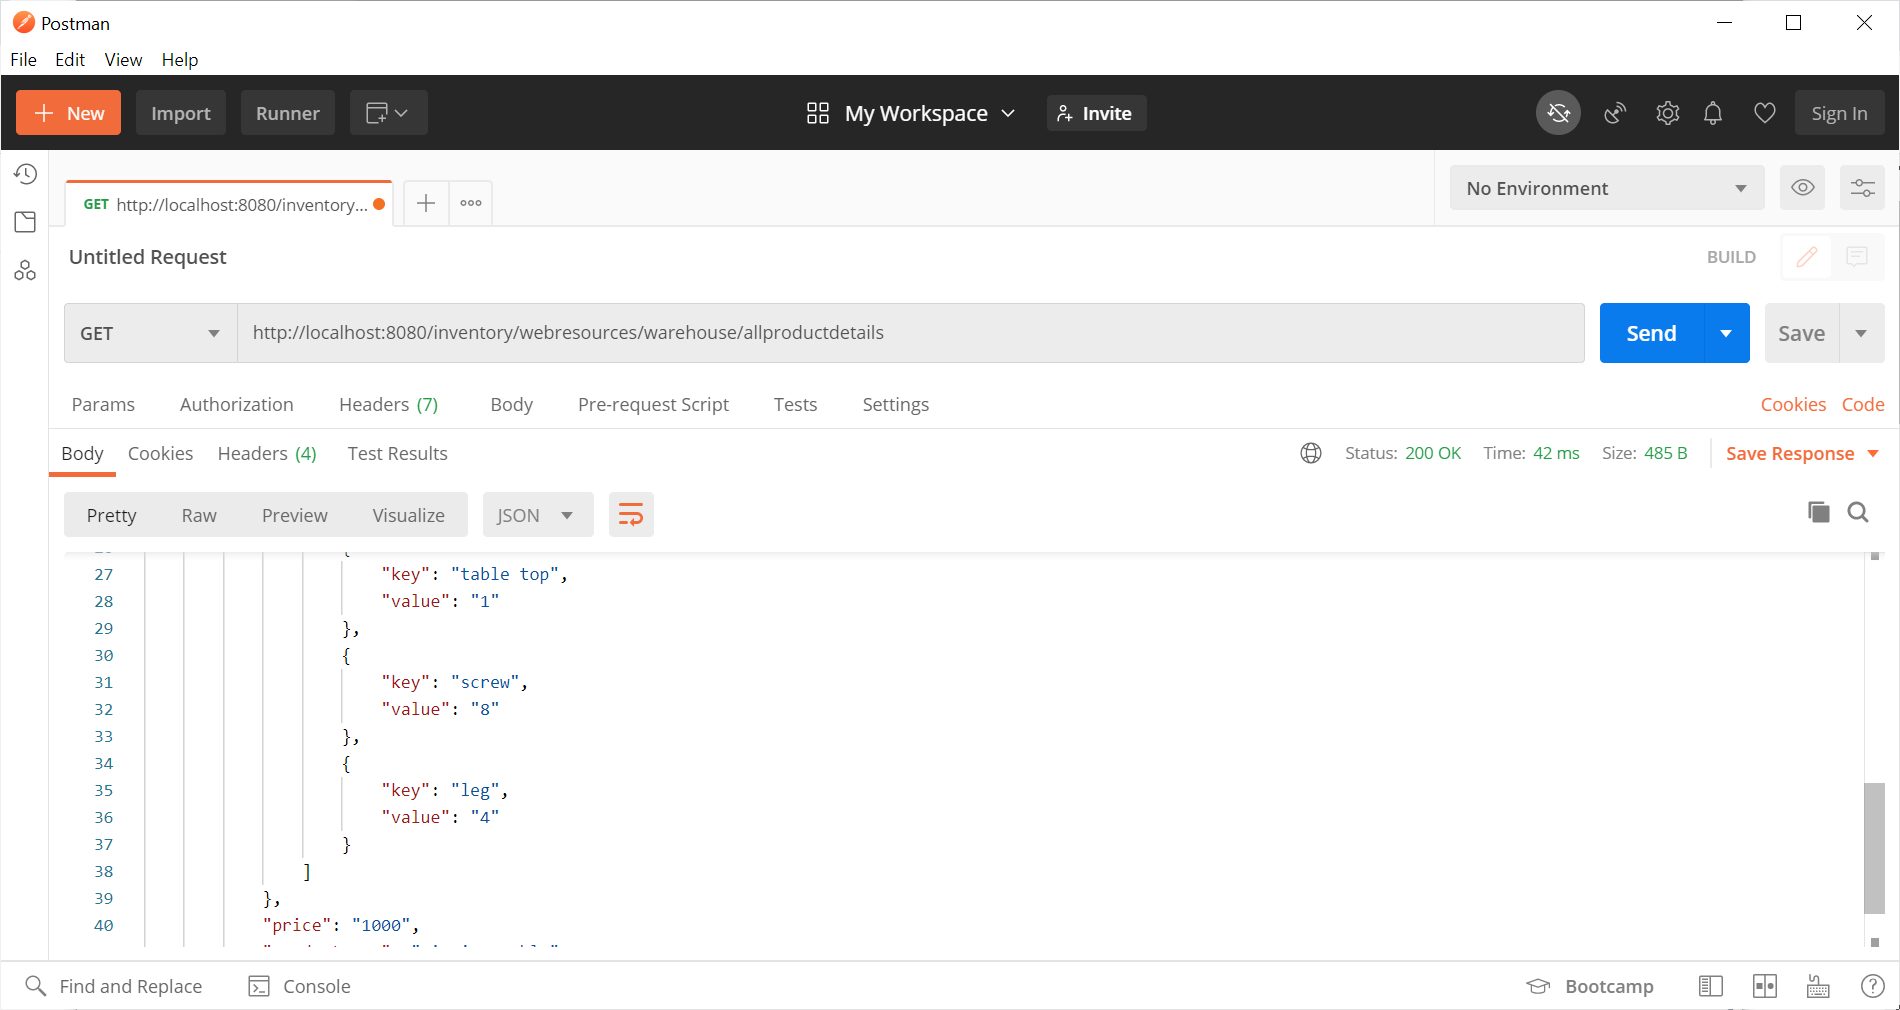 Postman
File Edit View Help
New Import Runner My Workspace Invite Sign In
GET http://localhost:8080/inventory... No Environment
Untitled Request BUILD
GET http://localhost:8080/inventory/webresources/warehouse/allproductdetails Send Save
Params Authorization Headers (7) Body Pre-request Script Tests Settings Cookies Code
Body Cookies Headers (4) Test Results Status: 200 OK Time: 42 ms Size: 485 B Save Response
Pretty Raw Preview Visualize JSON
27 "key": "table top",
28 "value": "1"
29 },
30 {
31 "key": "screw",
32 "value": "8"
33 },
34 {
35 "key": "leg",
36 "value": "4"
37 }
38 ]
39 },
40 "price": "1000",
Find and Replace Console Bootcamp